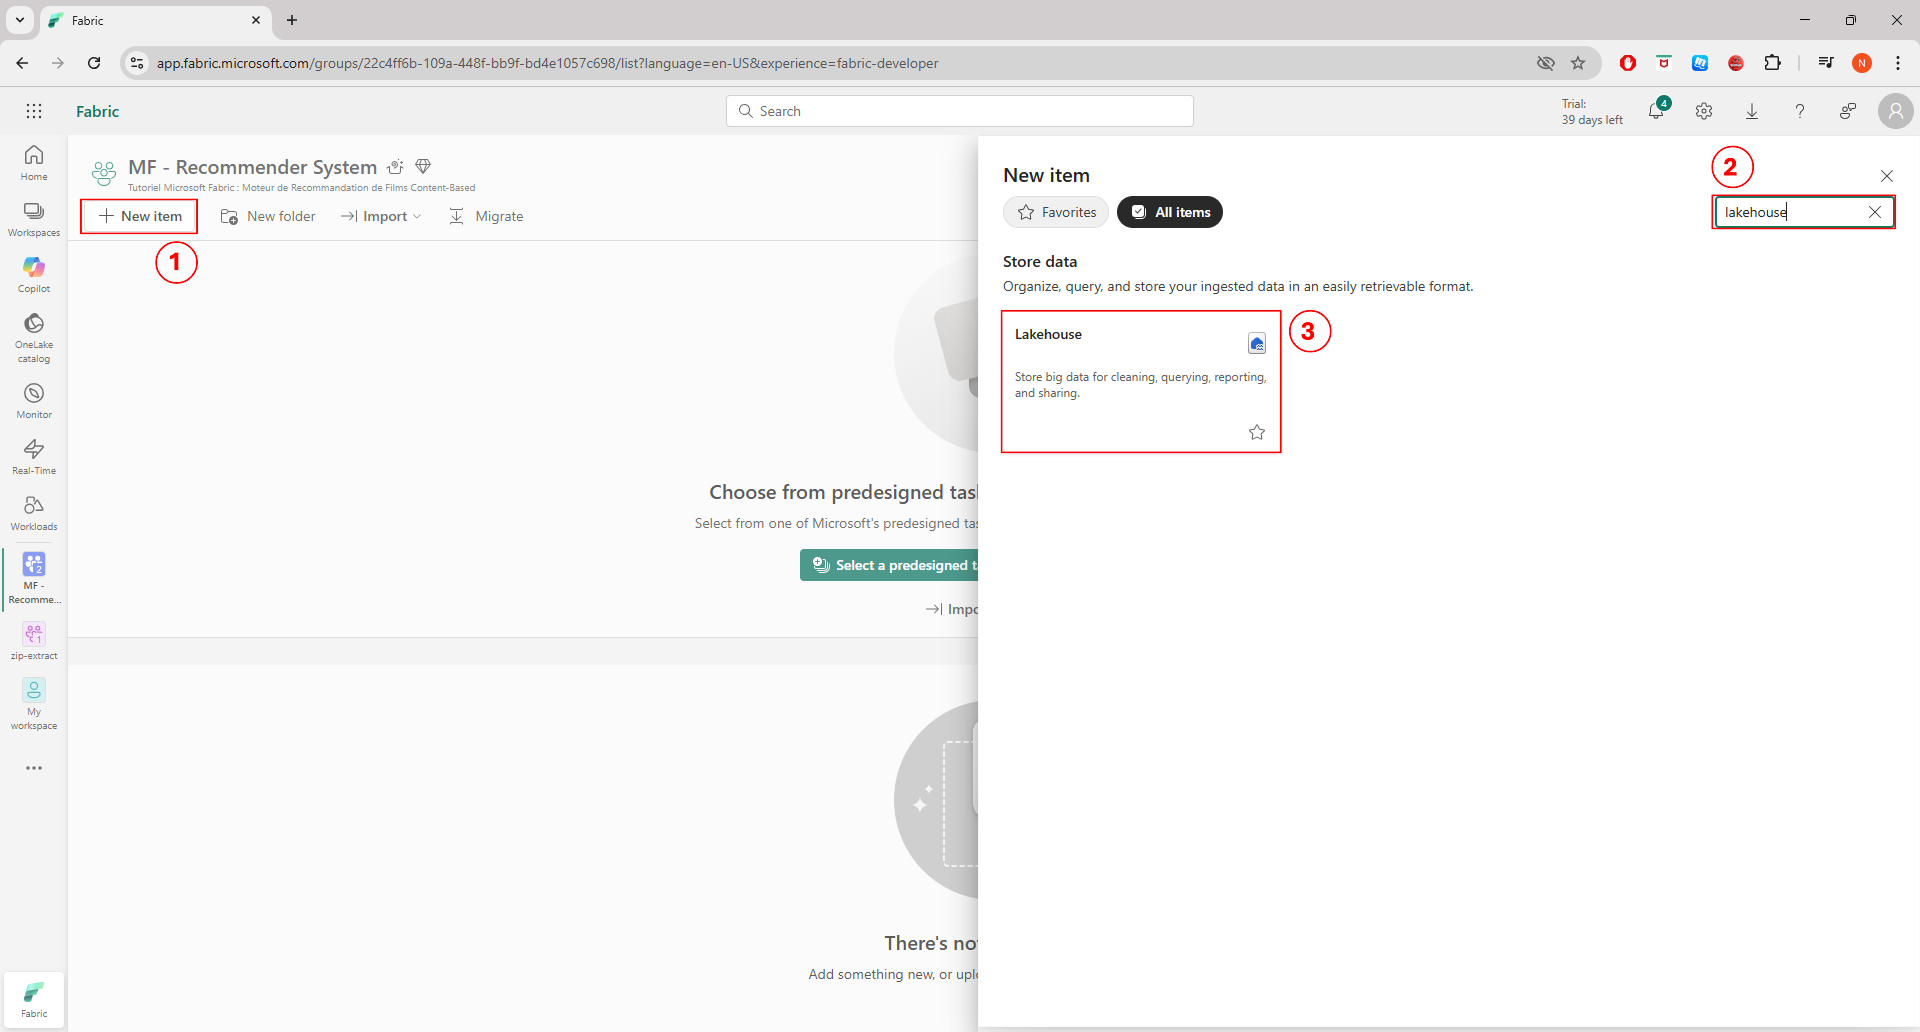 Fabric
app.fabric.microsoft.com/groups/22c4ff6b-109a-448f-bb9f-bd4e1057c698/list?language=en-US&experience=fabric-developer
N
Fabric
Search
Trial:
39 days left
4
Home
Workspaces
Copilot
OneLake
catalog
Monitor
Real-Time
Workloads
2
MF -
Recomme...
1
zip-extract
My
workspace
Fabric
MF - Recommender System
Tutoriel Microsoft Fabric : Moteur de Recommandation de Films Content-Based
New item
New folder
Import
Migrate
1
Choose from predesigned tas
Select from one of Microsoft's predesigned tas
Select a predesigned t
Impo
There's no
Add something new, or uplo
New item
2
Favorites
All items
lakehouse
Store data
Organize, query, and store your ingested data in an easily retrievable format.
Lakehouse
3
Store big data for cleaning, querying, reporting,
and sharing.